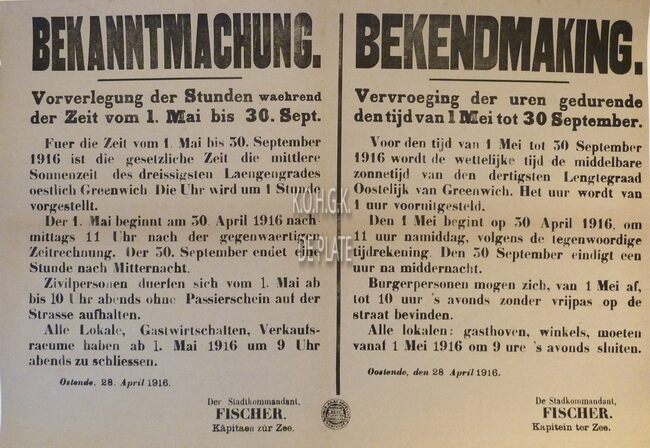 BEKANNTMACHUNG.
Vorverlegung der Stunden waehrend
der Zeit vom 1. Mai bis 30. Sept.
Fuer die Zeit vom 1. Mai bis 30. September
1916 ist die gesetzliche Zeit die mittlere
Sonnenzeit des dreissigsten Laengengrades
oestlich Greenwich. Die Uhr wird um 1 Stunde
vorgestellt.
Der 1. Mai beginnt am 30. April 1916 nach-
mittags 11 Uhr nach der gegenwaertigen
Zeitrechnung. Der 30. September endet eine
Stunde nach Mitternacht.
Zivilpersonen duerfen sich vom 1. Mai ab
bis 10 Uhr abends ohne Passierschein auf der
Strasse aufhalten.
Alle Lokale, Gastwirtschalten, Verkaufs-
raeume haben ab 1. Mai 1916 um 9 Uhr
abends zu schliessen.
Ostende, 28. April 1916.
Der Stadtkommandant,
FISCHER.
Kapitaen zur Zee.
BEKENDMAKING.
Vervroeging der uren gedurende
den tijd van 1 Mei tot 30 September.
Voor den tijd van 1 Mei tot 30 September
1916 wordt de wettelijke tijd de middelbare
zonnetijd van den dertigsten Lengtegraad
Oostelijk van Greenwich. Het uur wordt van
1 uur vooruitgesteld.
Den 1 Mei begint op 30 April 1916, om
11 uur namiddag, volgens de tegenwoordige
tijdrekening. Den 30 September eindigt een
uur na middernacht.
Burgerpersonen mogen zich, van 1 Mei af,
tot 10 uur 's avonds zonder vrijpas op de
straat bevinden.
Alle lokalen: gasthoven, winkels, moeten
vanaf 1 Mei 1916 om 9 ure 's avonds sluiten.
Oostende, den 28 April 1916.
De Stadkommandant,
FISCHER.
Kapitein ter Zee.
K.O.H.G.K.
DE PLATE